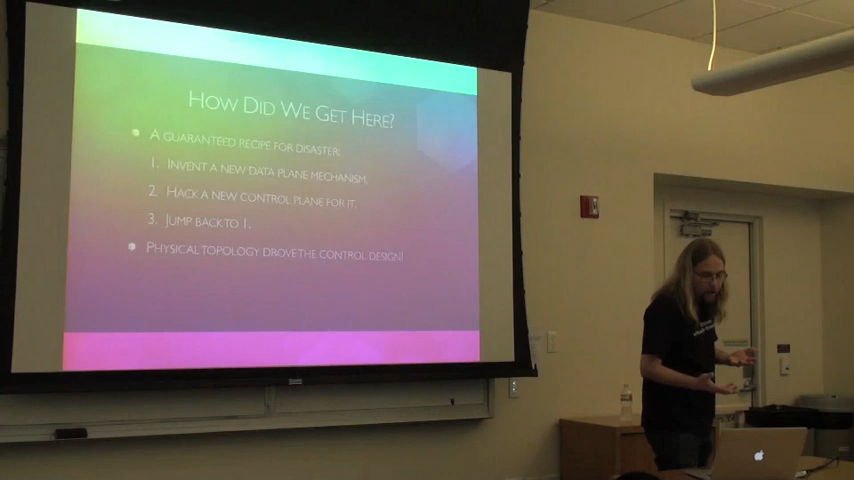 How Did We Get Here?
A guaranteed recipe for disaster:
1. Invent a new data plane mechanism.
2. Hack a new control plane for it.
3. Jump back to 1.
Physical topology drove the control design!